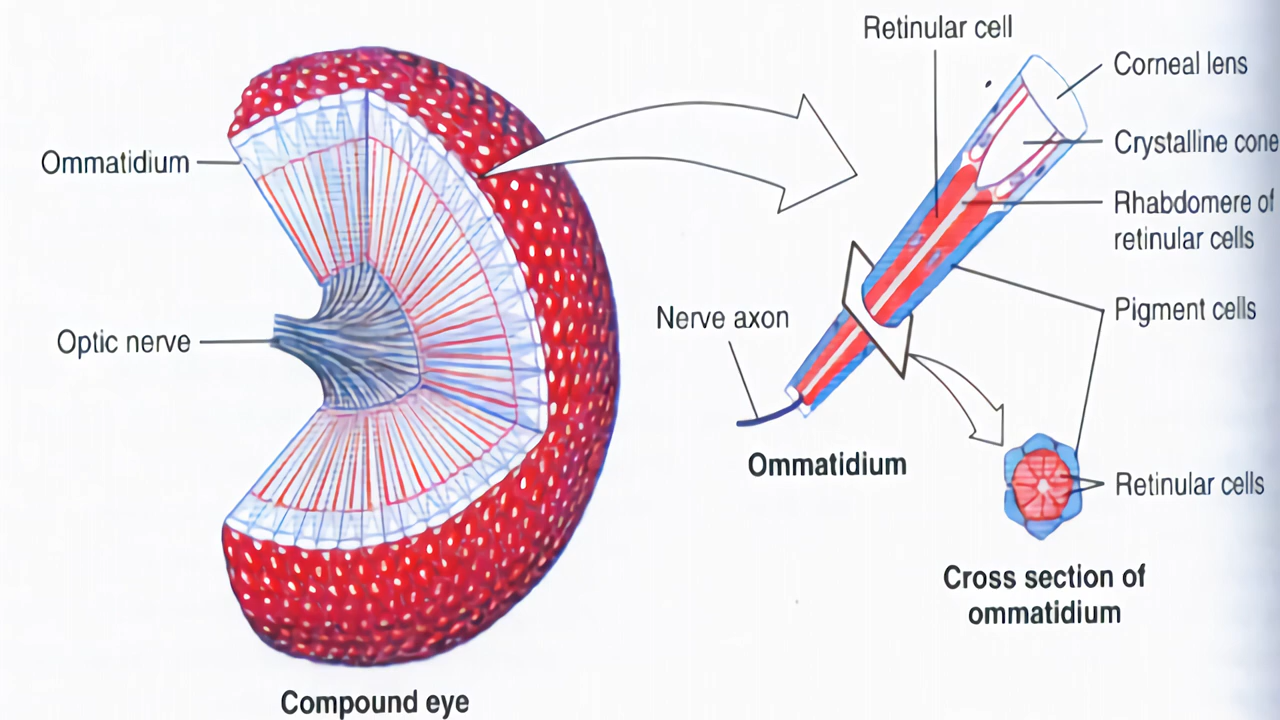 Retinular cell
Corneal lens
Crystalline cone
Rhabdomere of
retinular cells
Pigment cells
Ommatidium
Optic nerve
Nerve axon
Ommatidium
Retinular cells
Cross section of
ommatidium
Compound eye